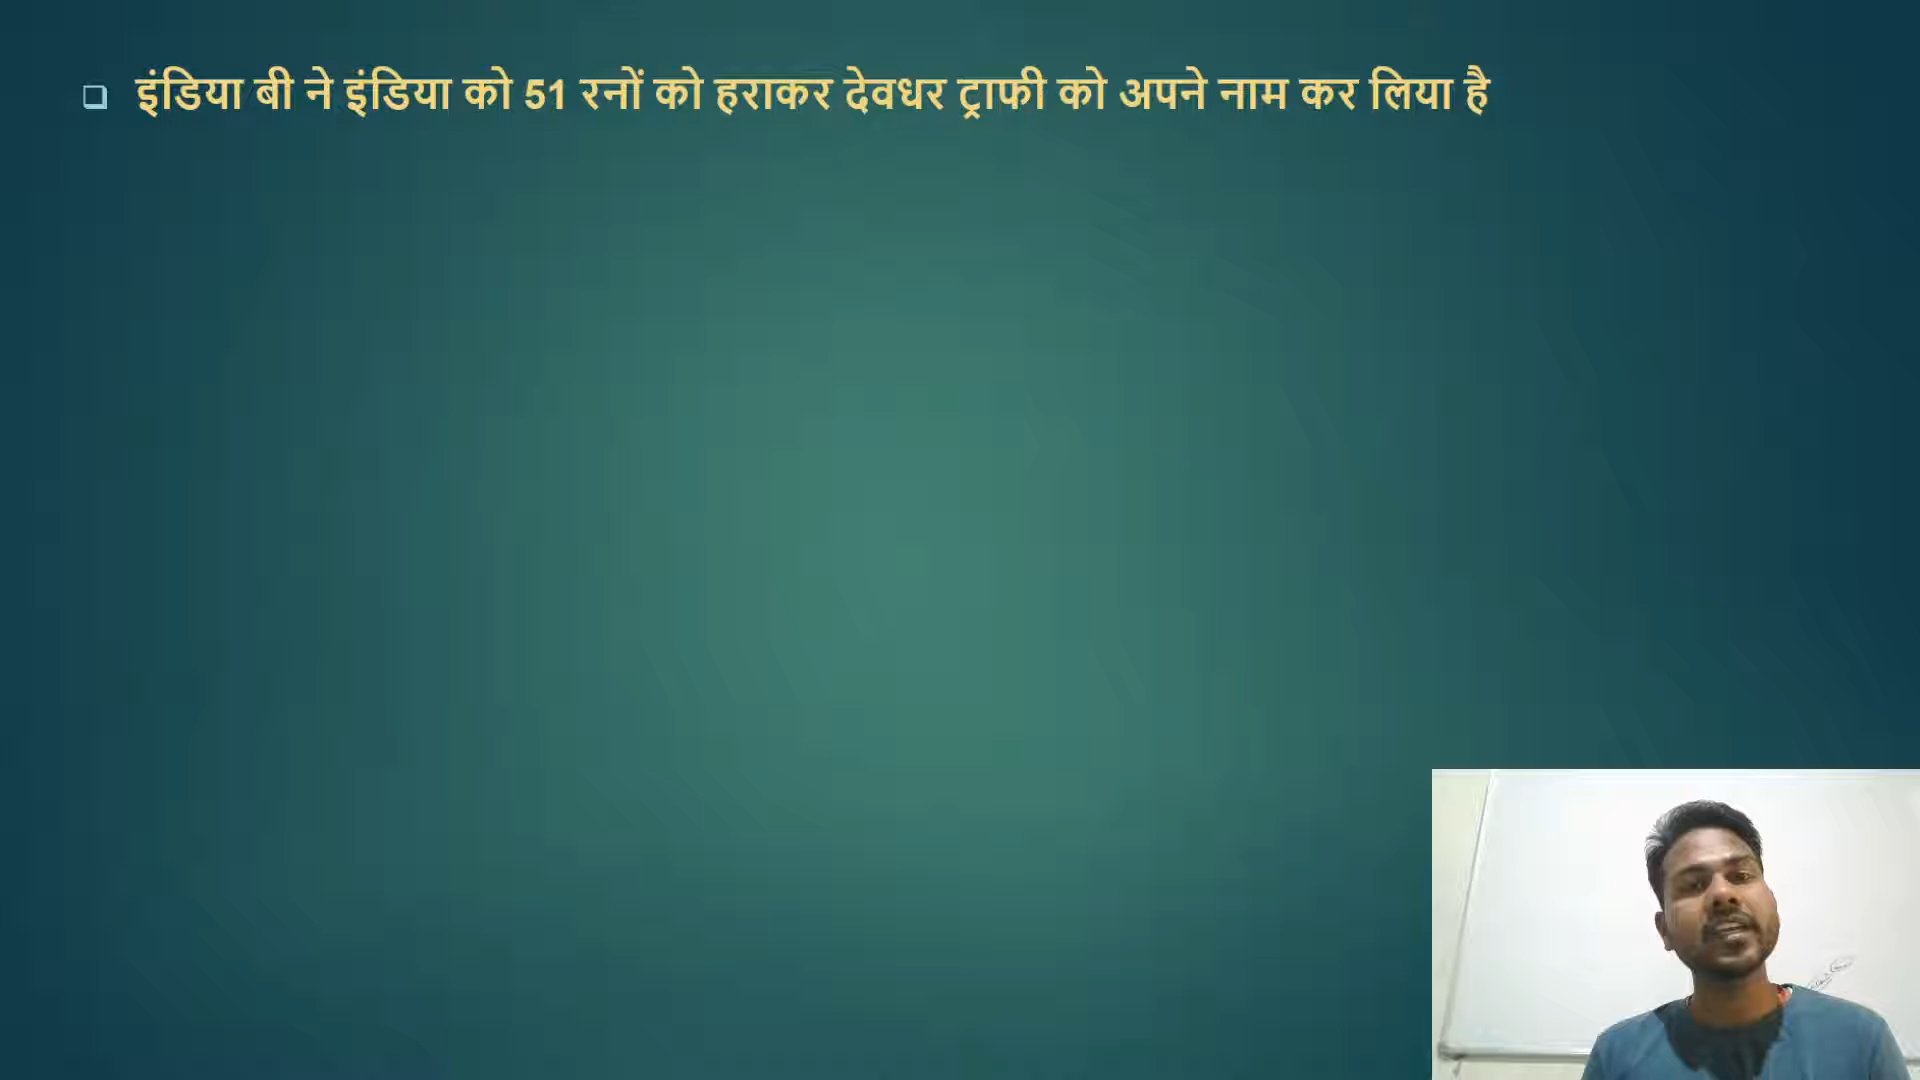 इंडिया बी ने इंडिया को 51 रनों को हराकर देवधर ट्राफी को अपने नाम कर लिया है